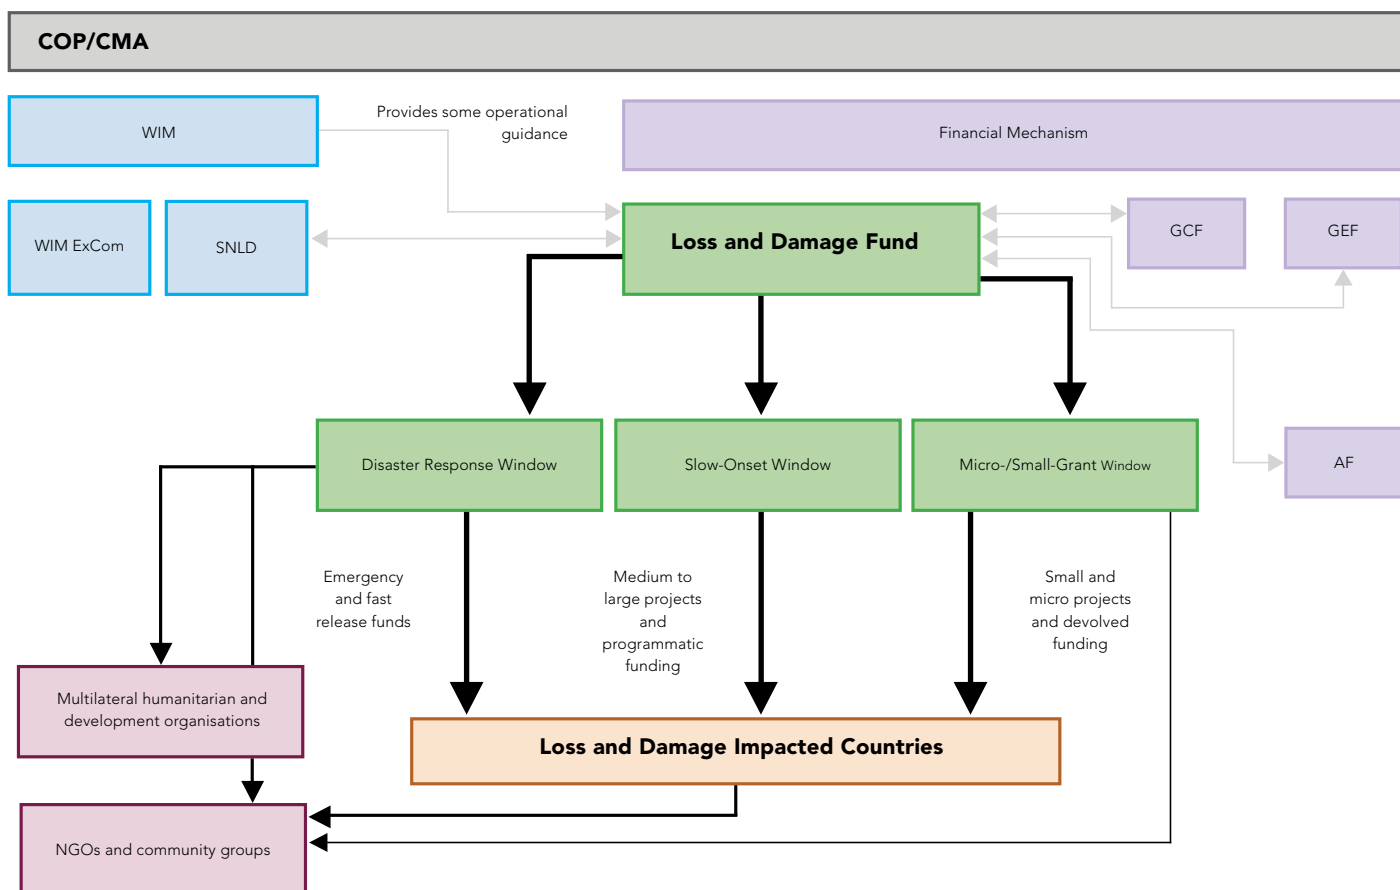 COP/CMA
WIM
Provides some operational
guidance
Financial Mechanism
WIM ExCom
SNLD
Loss and Damage Fund
GCF
GEF
Disaster Response Window
Slow-Onset Window
Micro-/Small-Grant Window
AF
Emergency
and fast
release funds
Medium to
large projects
and
programmatic
funding
Small and
micro projects
and devolved
funding
Multilateral humanitarian and
development organisations
Loss and Damage Impacted Countries
NGOs and community groups